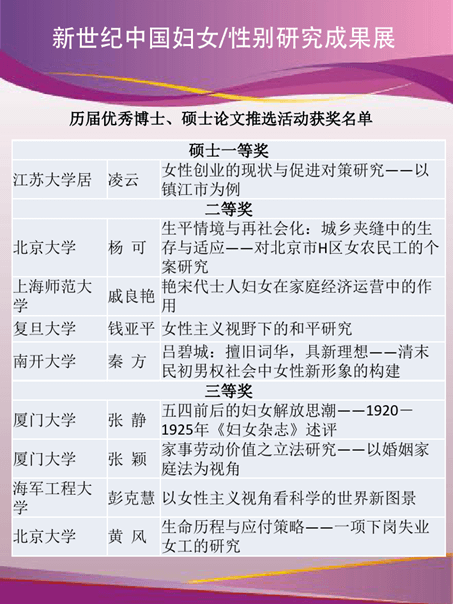 新世纪中国妇女/性别研究成果展
历届优秀博士、硕士论文推选活动获奖名单
硕士一等奖
江苏大学居 凌云 女性创业的现状与促进对策研究——以
镇江市为例
二等奖
北京大学 杨 可 生平情境与再社会化：城乡夹缝中的生
存与适应——对北京市H区女农民工的个
案研究
上海师范大
学 戚良艳 艳宋代士人妇女在家庭经济运营中的作
用
复旦大学 钱亚平 女性主义视野下的和平研究
南开大学 秦 方 吕碧城：擅旧词华，具新理想——清末
民初男权社会中女性新形象的构建
三等奖
厦门大学 张 静 五四前后的妇女解放思潮——1920－
1925年《妇女杂志》述评
厦门大学 张 颖 家事劳动价值之立法研究——以婚姻家
庭法为视角
海军工程大
学 彭克慧 以女性主义视角看科学的世界新图景
北京大学 黄 风 生命历程与应付策略——一项下岗失业
女工的研究